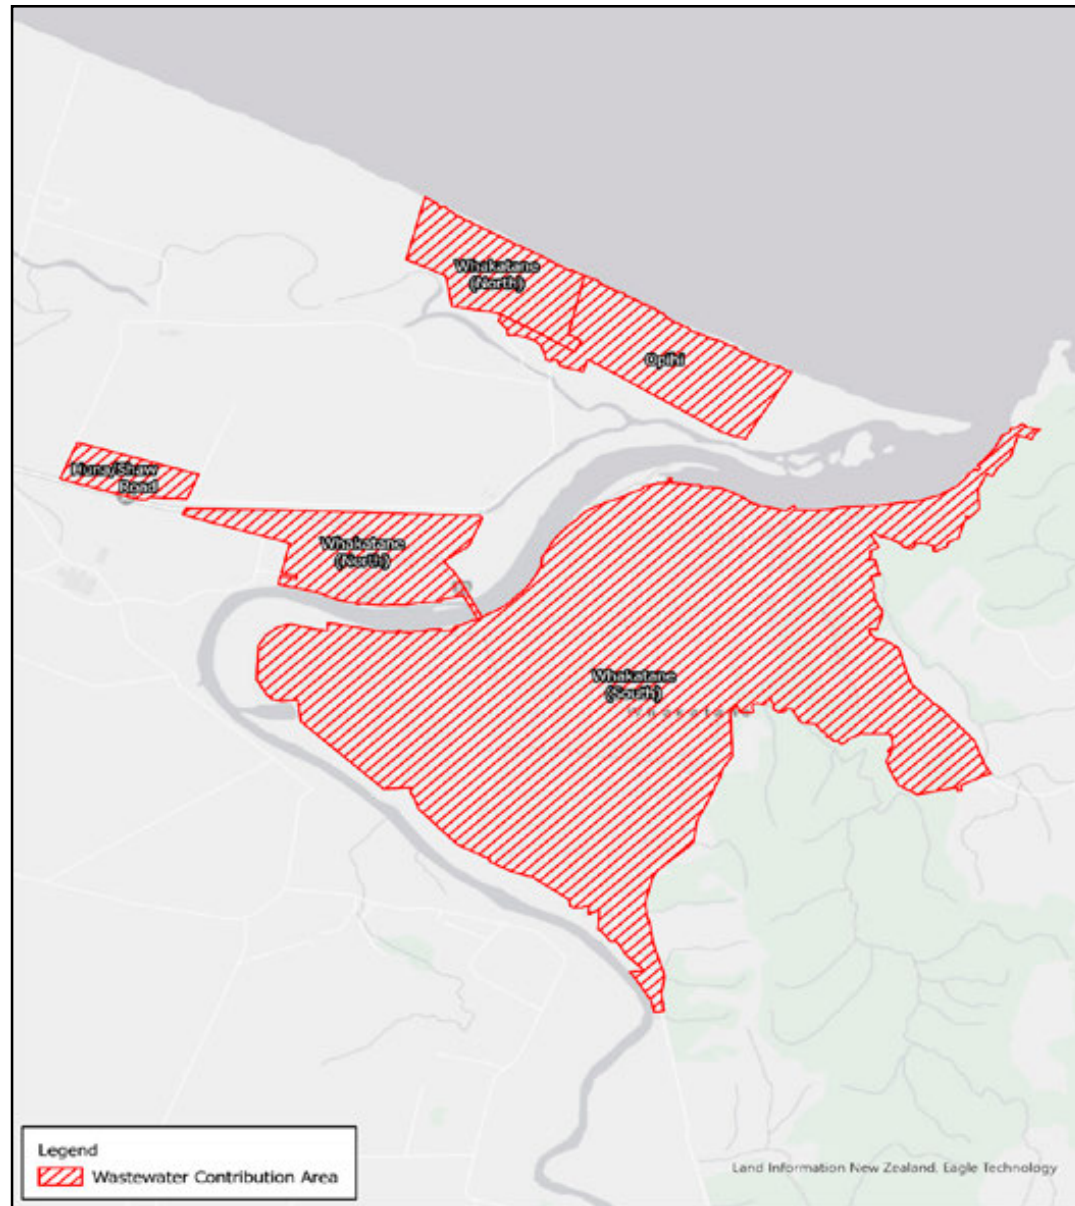 Whakatane
(North)
Opihi
Huna/Shaw
Road
Whakatane
(North)
Whakatane
(South)
Whakatane
Legend
Wastewater Contribution Area
Land Information New Zealand, Eagle Technology